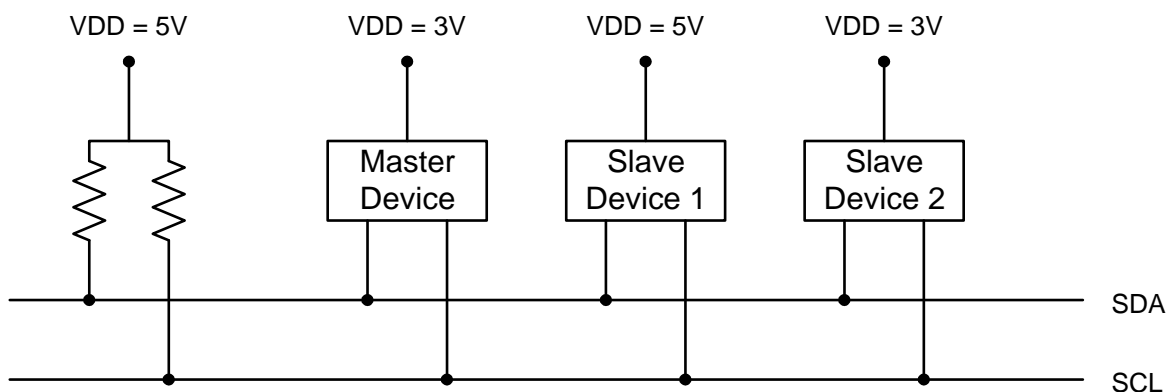 VDD = 5V
VDD = 3V
VDD = 5V
VDD = 3V
Master
Device
Slave
Device 1
Slave
Device 2
SDA
SCL